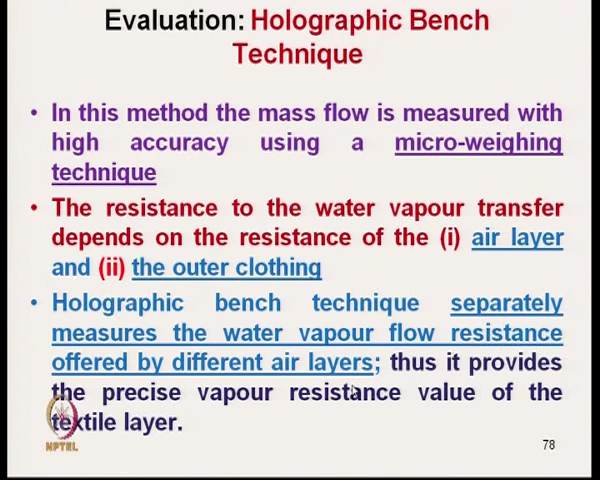 Evaluation: Holographic Bench
Technique
• In this method the mass flow is measured with
high accuracy using a micro-weighing
technique
• The resistance to the water vapour transfer
depends on the resistance of the (i) air layer
and (ii) the outer clothing
• Holographic bench technique separately
measures the water vapour flow resistance
offered by different air layers; thus it provides
the precise vapour resistance value of the
textile layer.
NPTEL
78